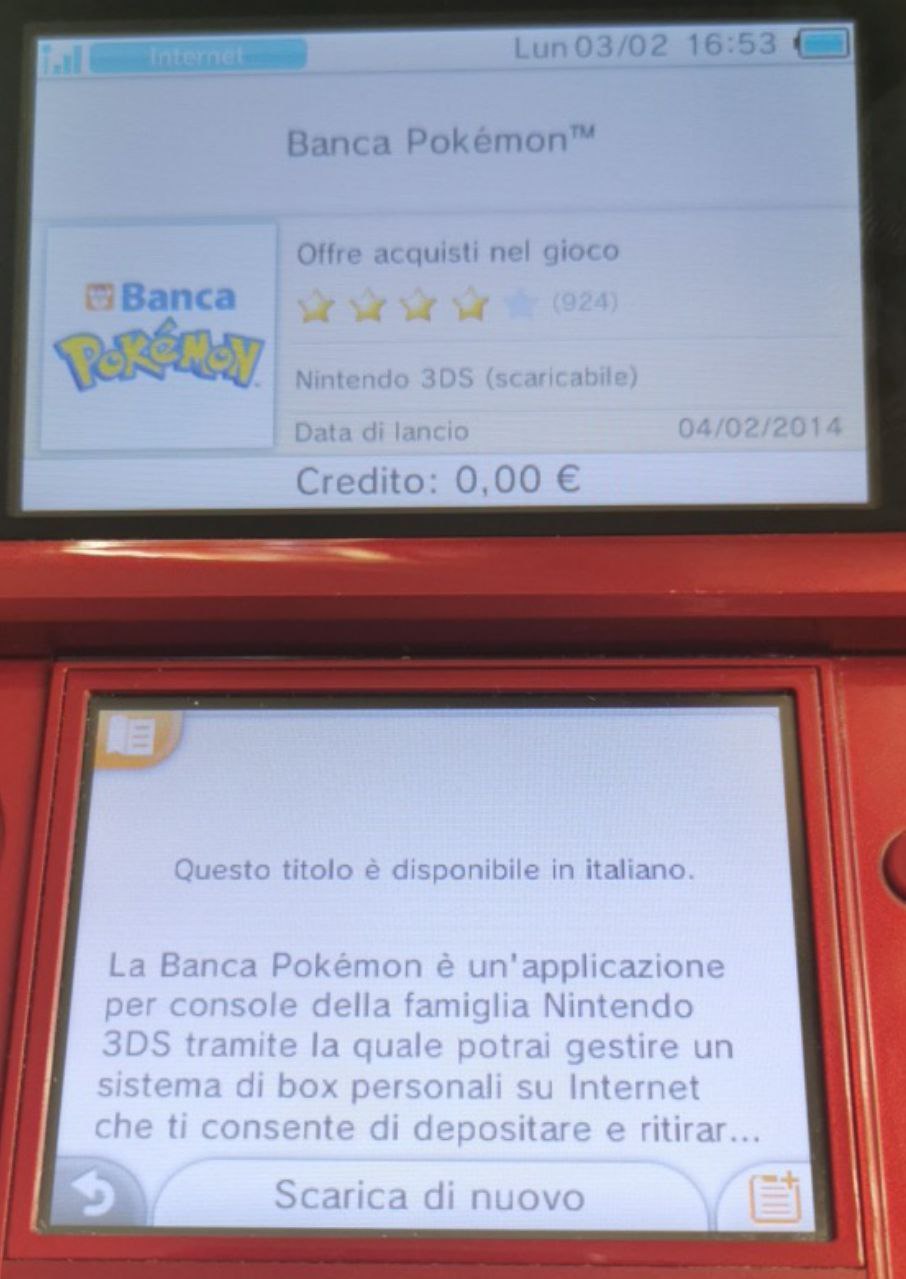 Internet
Lun 03/02 16:53
Banca Pokémon™
Banca
POKéMON
Offre acquisti nel gioco
(924)
Nintendo 3DS (scaricabile)
Data di lancio 04/02/2014
Credito: 0,00 €
Questo titolo è disponibile in italiano.
La Banca Pokémon è un'applicazione
per console della famiglia Nintendo
3DS tramite la quale potrai gestire un
sistema di box personali su Internet
che ti consente di depositare e ritirar...
Scarica di nuovo